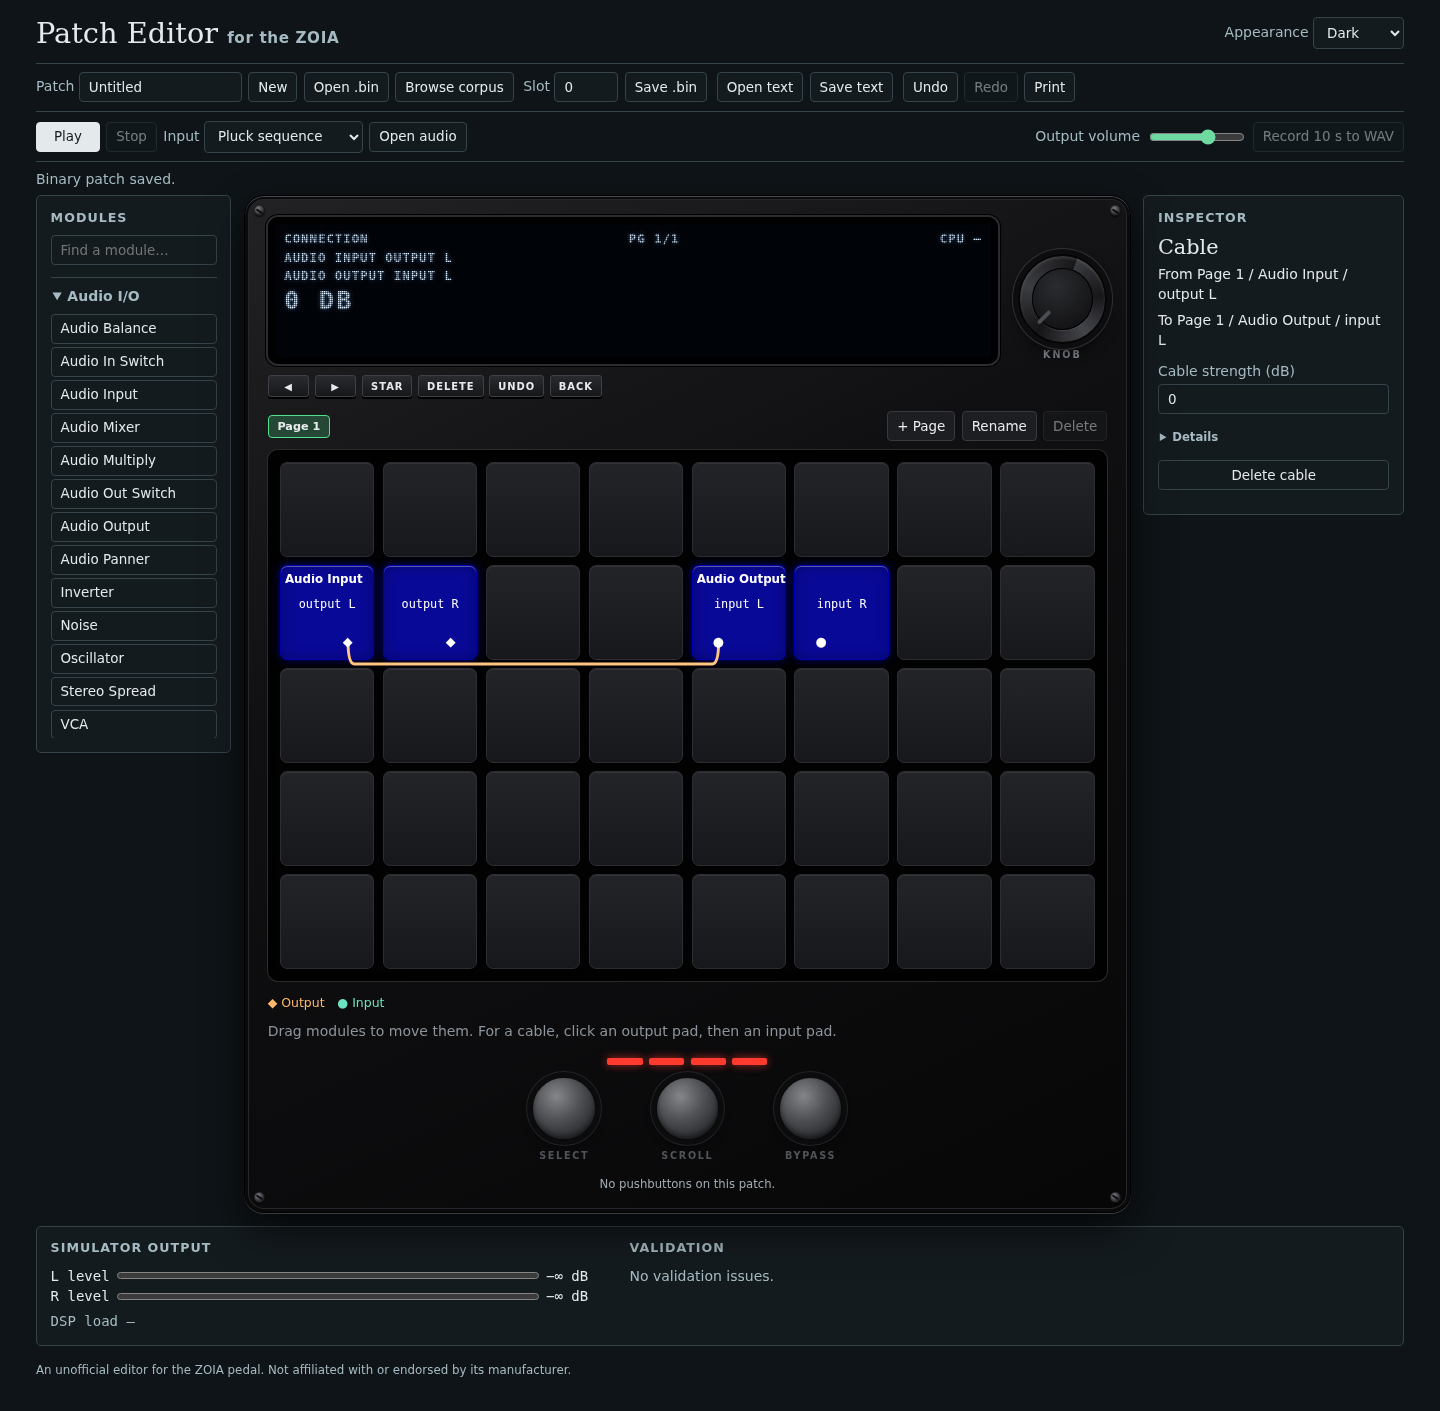 Patch Editor for the ZOIA
Appearance Dark
Patch Untitled New Open .bin Browse corpus Slot 0 Save .bin Open text Save text Undo Redo Print
Play Stop Input Pluck sequence Open audio Output volume Record 10 s to WAV
Binary patch saved.
MODULES
Find a module...
▼ Audio I/O
Audio Balance
Audio In Switch
Audio Input
Audio Mixer
Audio Multiply
Audio Out Switch
Audio Output
Audio Panner
Inverter
Noise
Oscillator
Stereo Spread
VCA
CONNECTION PG 1/1 CPU —
AUDIO INPUT OUTPUT L
AUDIO OUTPUT INPUT L
0 DB
KNOB
◀ ▶ STAR DELETE UNDO BACK
Page 1 + Page Rename Delete
Audio Input Audio Output
output L output R input L input R
◆ Output ● Input
Drag modules to move them. For a cable, click an output pad, then an input pad.
SELECT SCROLL BYPASS
No pushbuttons on this patch.
INSPECTOR
Cable
From Page 1 / Audio Input /
output L
To Page 1 / Audio Output / input
L
Cable strength (dB)
0
▶ Details
Delete cable
SIMULATOR OUTPUT
L level −∞ dB
R level −∞ dB
DSP load —
VALIDATION
No validation issues.
An unofficial editor for the ZOIA pedal. Not affiliated with or endorsed by its manufacturer.